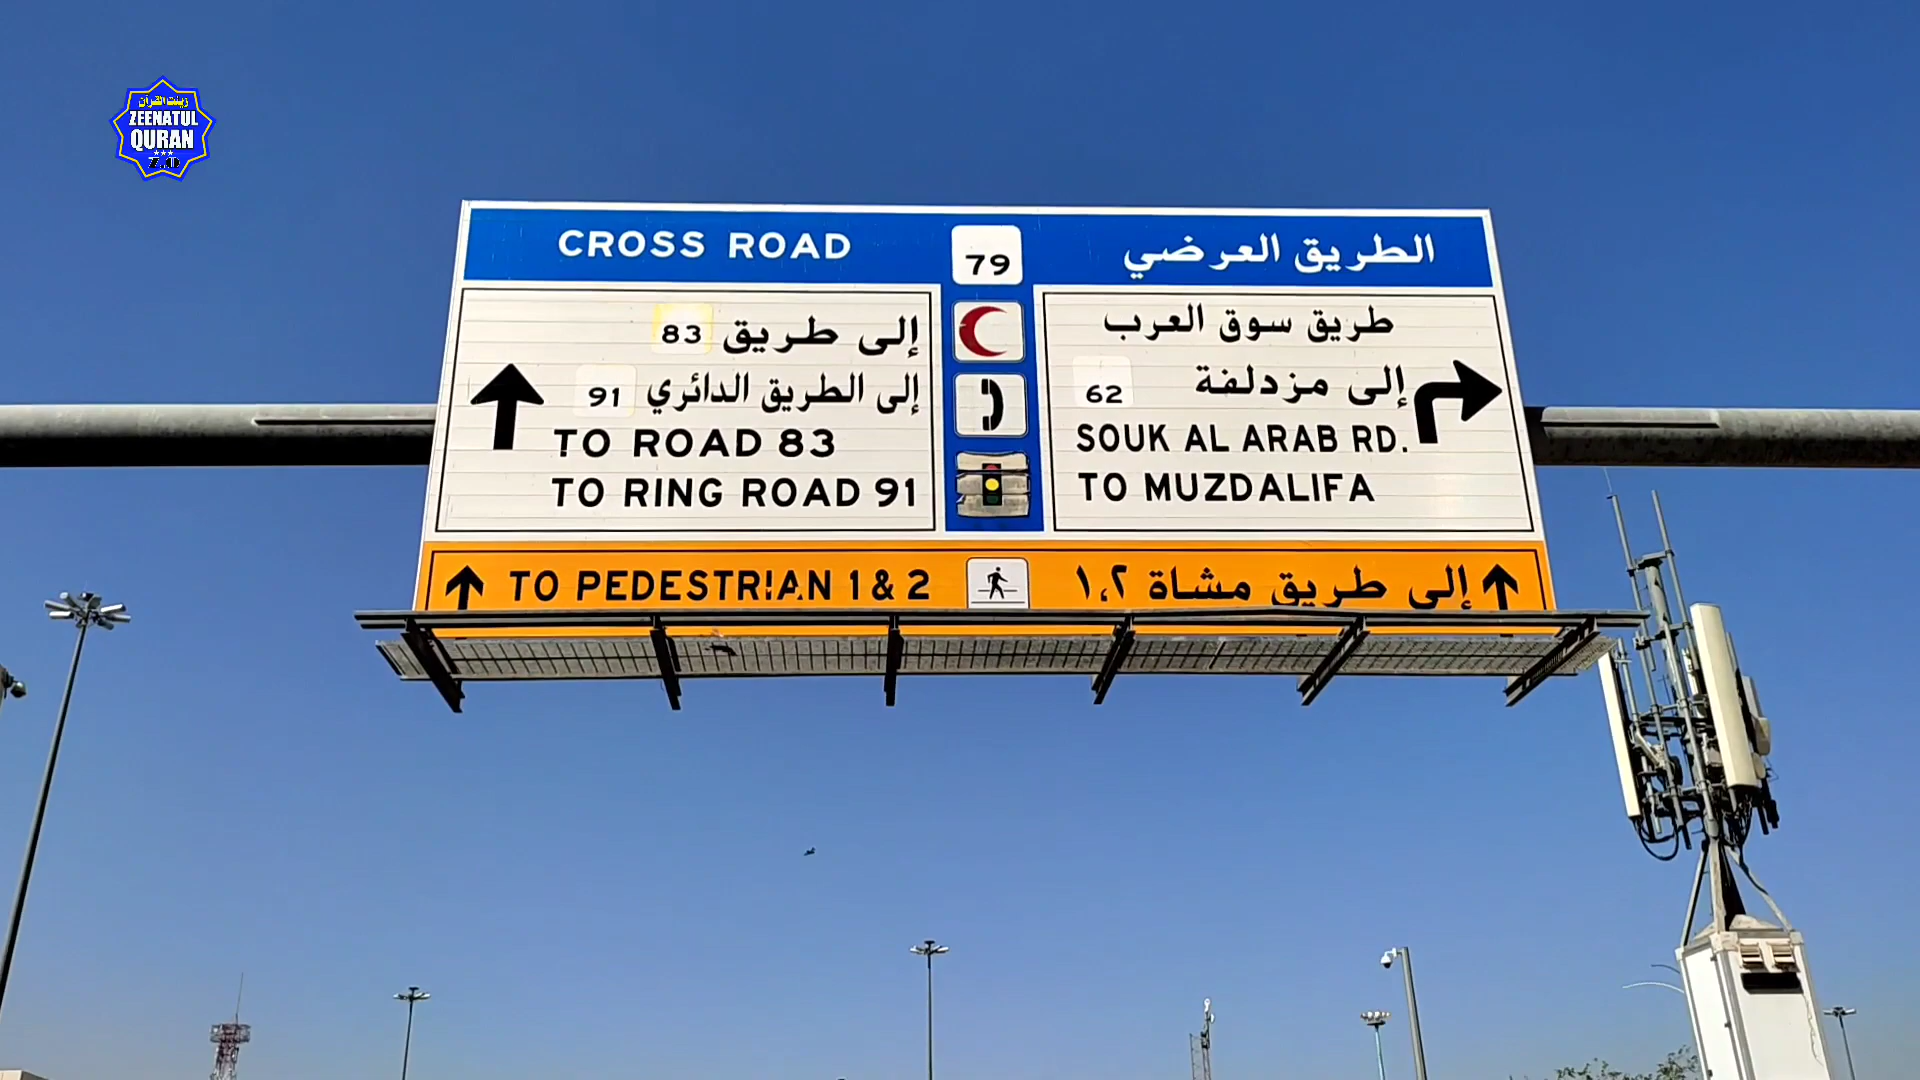 زينت القرآن
ZEENATUL
QURAN
CROSS ROAD
79
الطريق العرضي
إلى طريق 83
إلى الطريق الدائري 91
TO ROAD 83
TO RING ROAD 91
طريق سوق العرب
إلى مزدلفة 62
SOUK AL ARAB RD.
TO MUZDALIFA
TO PEDESTRIAN 1 & 2
إلى طريق مشاة ١،٢